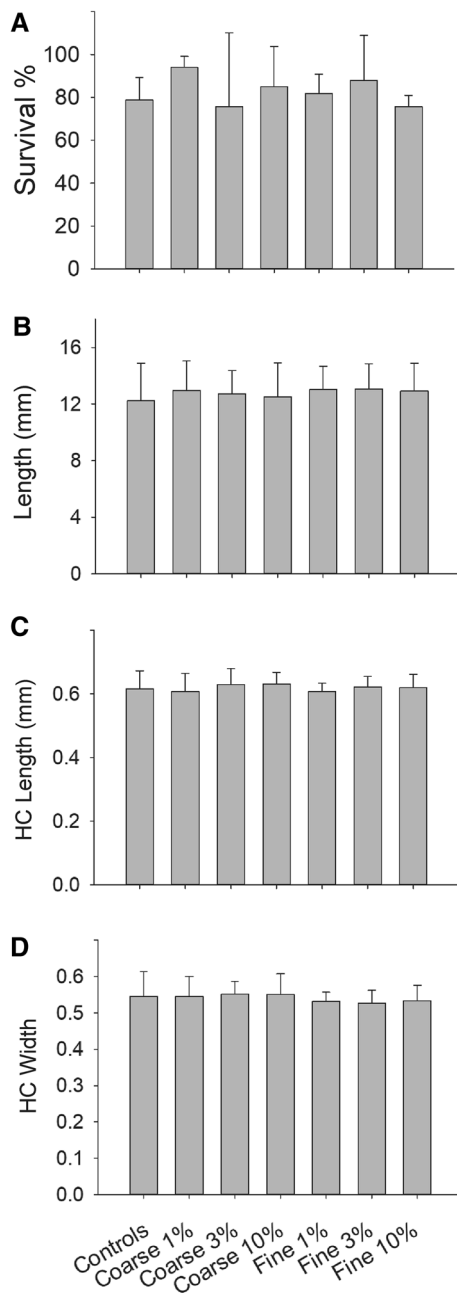 A
Survival %
100
80
60
40
20
0
B
Length (mm)
16
12
8
4
0
C
HC Length (mm)
0.6
0.4
0.2
0.0
D
HC Width
0.6
0.5
0.4
0.3
0.2
0.1
0.0
Controls
Coarse 1%
Coarse 3%
Coarse 10%
Fine 1%
Fine 3%
Fine 10%